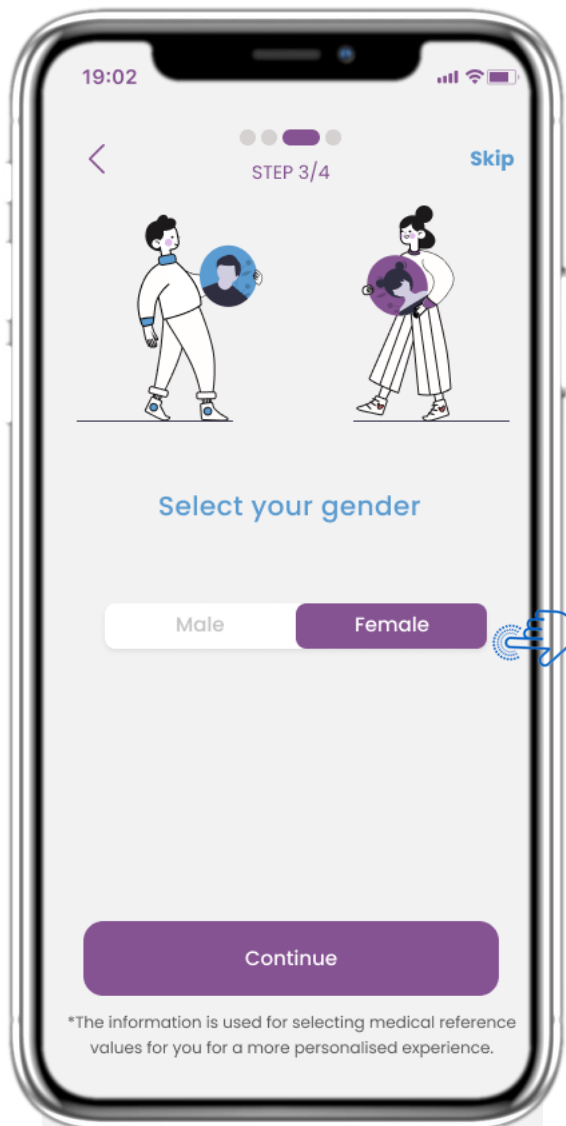 19:02
Skip
STEP 3/4
Select your gender
Male
Female
Continue
*The information is used for selecting medical reference
values for you for a more personalised experience.